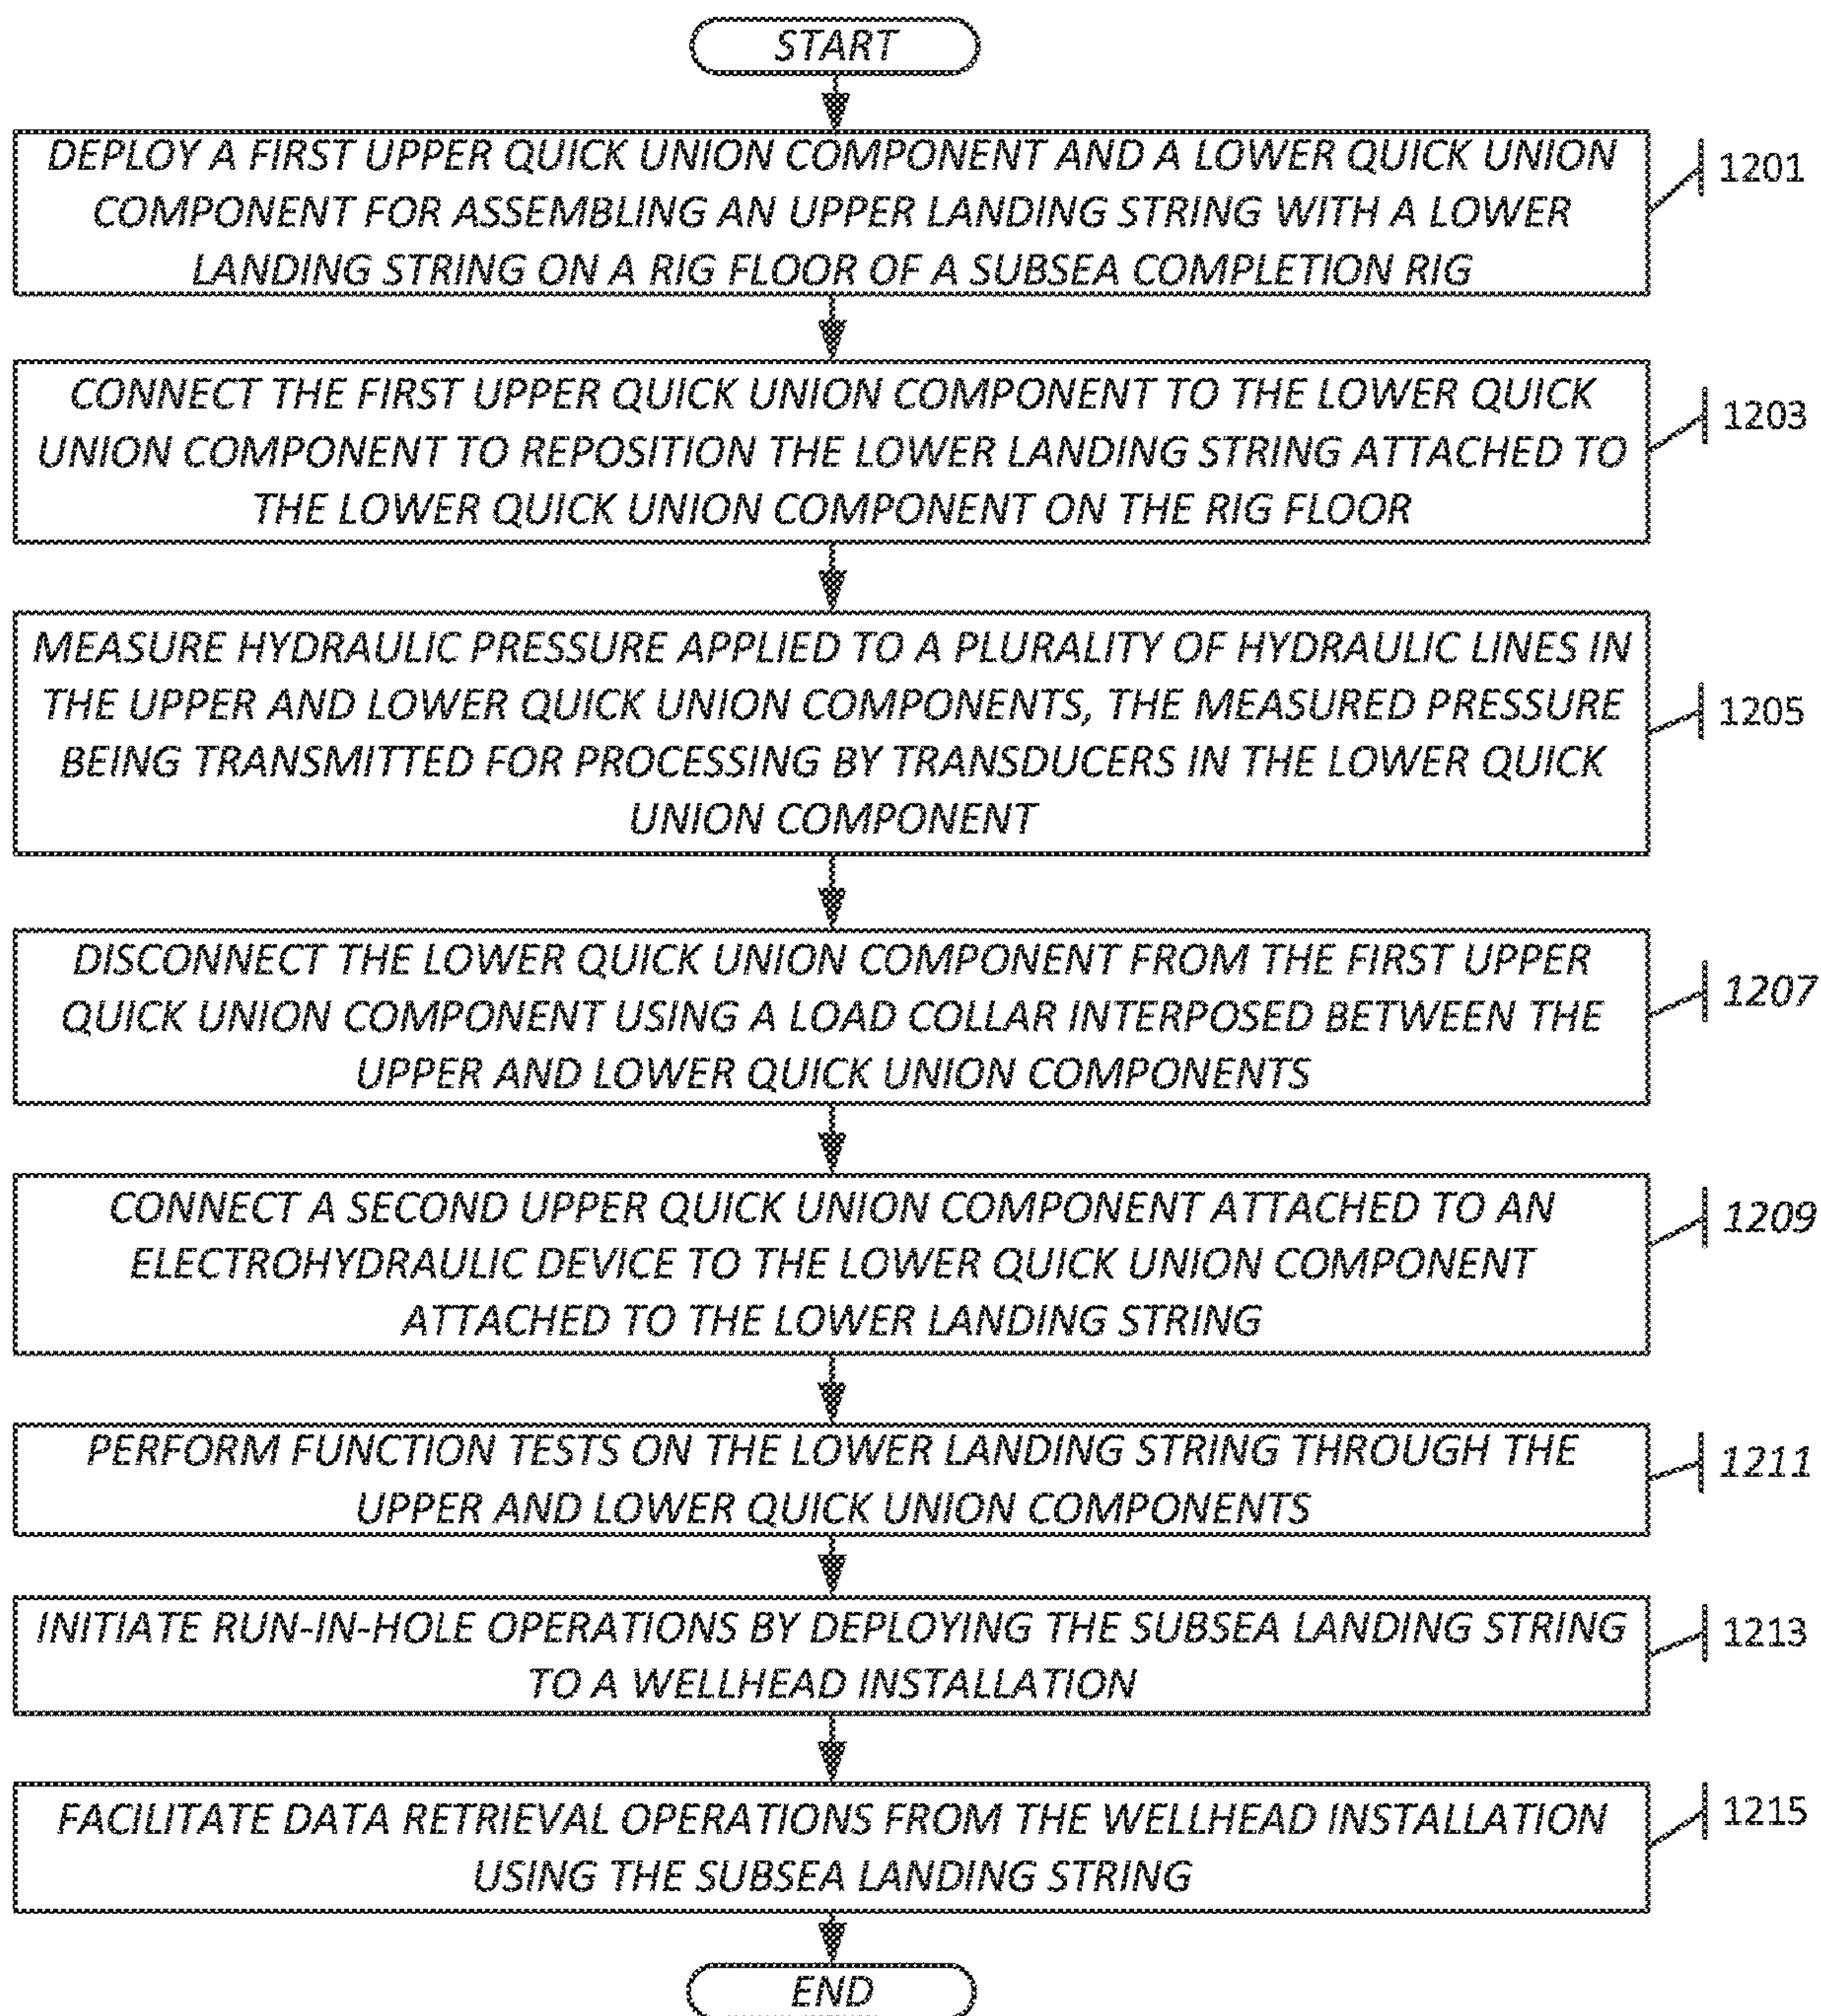 START
DEPLOY A FIRST UPPER QUICK UNION COMPONENT AND A LOWER QUICK UNION
COMPONENT FOR ASSEMBLING AN UPPER LANDING STRING WITH A LOWER
LANDING STRING ON A RIG FLOOR OF A SUBSEA COMPLETION RIG
1201
CONNECT THE FIRST UPPER QUICK UNION COMPONENT TO THE LOWER QUICK
UNION COMPONENT TO REPOSITION THE LOWER LANDING STRING ATTACHED TO
THE LOWER QUICK UNION COMPONENT ON THE RIG FLOOR
1203
MEASURE HYDRAULIC PRESSURE APPLIED TO A PLURALITY OF HYDRAULIC LINES IN
THE UPPER AND LOWER QUICK UNION COMPONENTS, THE MEASURED PRESSURE
BEING TRANSMITTED FOR PROCESSING BY TRANSDUCERS IN THE LOWER QUICK
UNION COMPONENT
1205
DISCONNECT THE LOWER QUICK UNION COMPONENT FROM THE FIRST UPPER
QUICK UNION COMPONENT USING A LOAD COLLAR INTERPOSED BETWEEN THE
UPPER AND LOWER QUICK UNION COMPONENTS
1207
CONNECT A SECOND UPPER QUICK UNION COMPONENT ATTACHED TO AN
ELECTROHYDRAULIC DEVICE TO THE LOWER QUICK UNION COMPONENT
ATTACHED TO THE LOWER LANDING STRING
1209
PERFORM FUNCTION TESTS ON THE LOWER LANDING STRING THROUGH THE
UPPER AND LOWER QUICK UNION COMPONENTS
1211
INITIATE RUN-IN-HOLE OPERATIONS BY DEPLOYING THE SUBSEA LANDING STRING
TO A WELLHEAD INSTALLATION
1213
FACILITATE DATA RETRIEVAL OPERATIONS FROM THE WELLHEAD INSTALLATION
USING THE SUBSEA LANDING STRING
1215
END